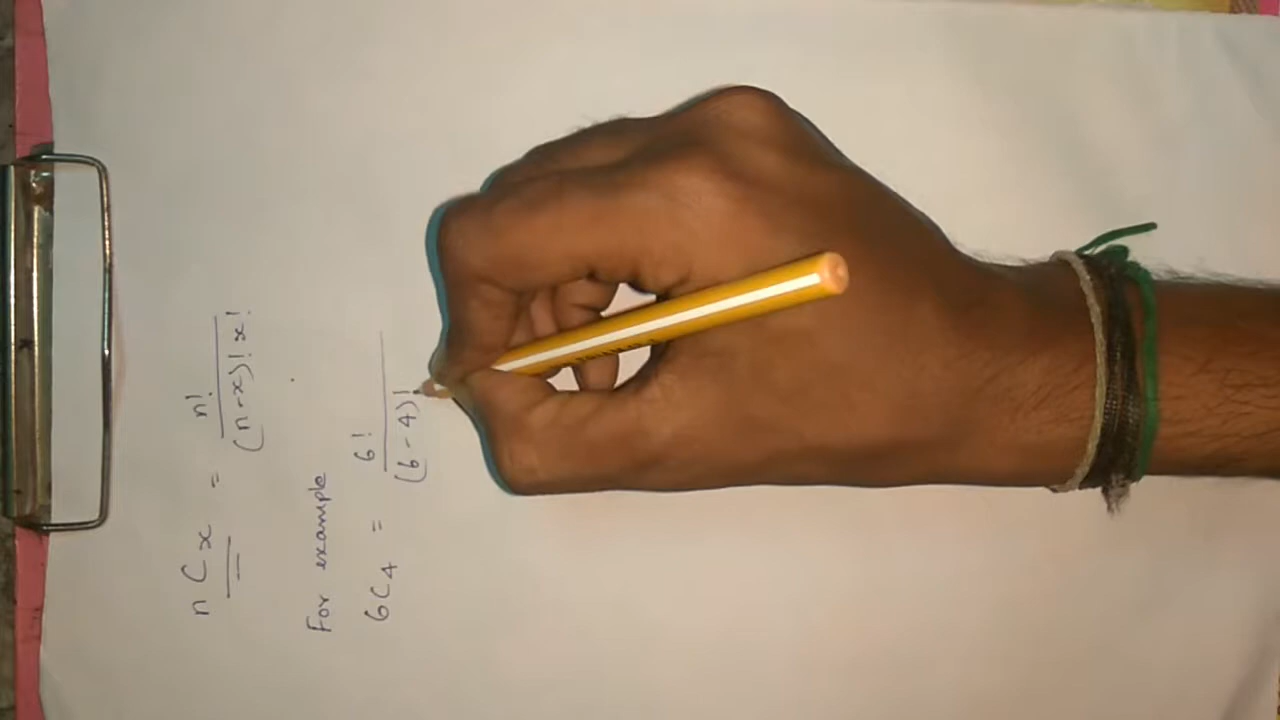 nCx = n! / (n-x)! x!
For example
6C4 = 6! / (6-4)!